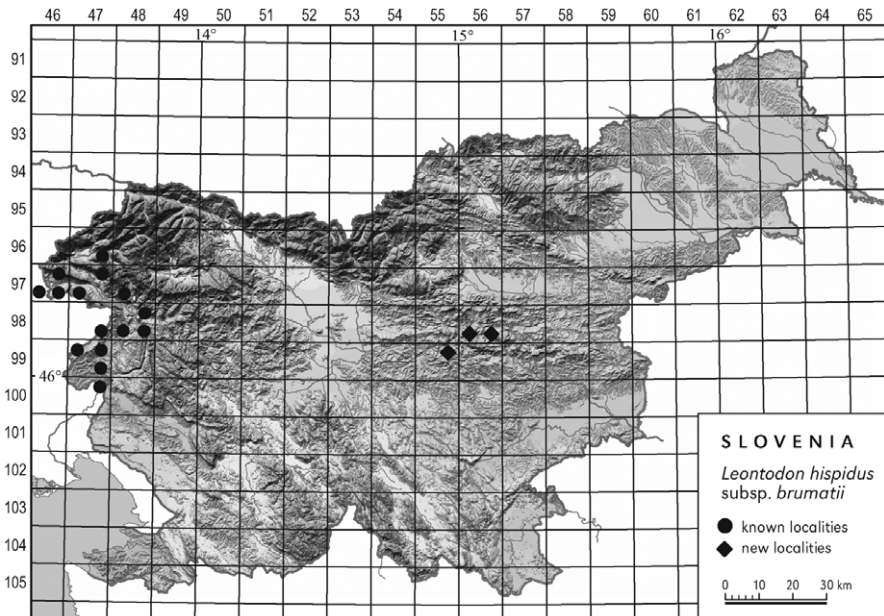 46 47 48 49 50 51 52 53 54 55 56 57 58 59 60 61 62 63 64 65
14° 15° 16°
91
92
93
94
95
96
97
98
99
46°
100
101
102
103
104
105
SLOVENIA
Leontodon hispidus
subsp. brumatii
known localities
new localities
0 10 20 30 km